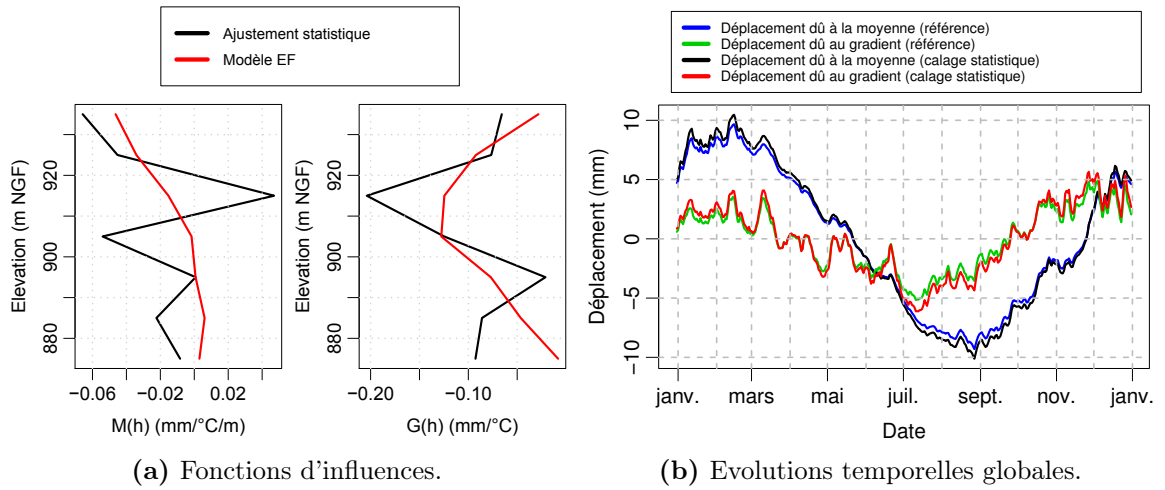 Ajustement statistique
Modèle EF
Elevation (m NGF)
920
900
880
−0.06
−0.02
0.02
M(h) (mm/°C/m)
Elevation (m NGF)
920
900
880
−0.20
−0.10
G(h) (mm/°C)
(a) Fonctions d'influences.
Déplacement dû à la moyenne (référence)
Déplacement dû au gradient (référence)
Déplacement dû à la moyenne (calage statistique)
Déplacement dû au gradient (calage statistique)
Déplacement (mm)
10
5
0
−5
−10
janv. mars mai juil. sept. nov. janv.
Date
(b) Evolutions temporelles globales.